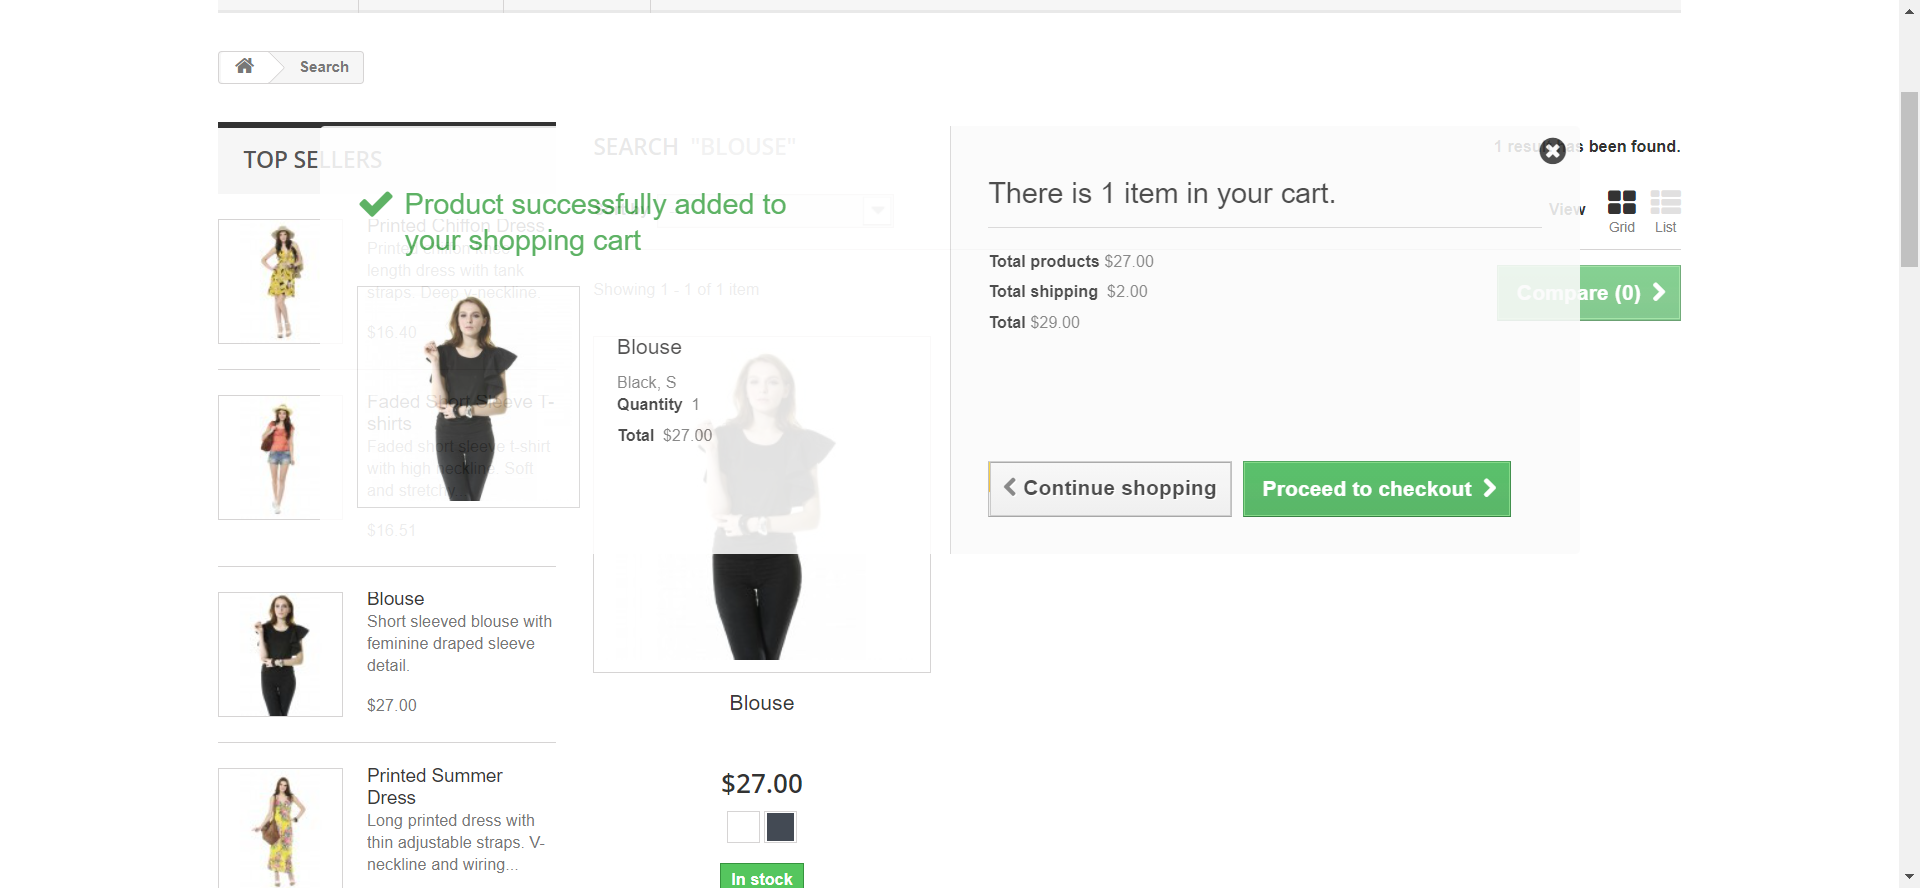 Search
TOP SELLERS
SEARCH "BLOUSE"
1 result has been found.
Product successfully added to
your shopping cart
There is 1 item in your cart.
View
Grid
List
Printed Chiffon Dress
length dress with tank
straps. Deep v-neckline
$16.40
Showing 1 - 1 of 1 item
Total products $27.00
Total shipping $2.00
Total $29.00
Compare (0)
Blouse
Black, S
Quantity 1
Total $27.00
Faded Short Sleeve T-
shirts
Faded short sleeve t-shirt
with high neckline. Soft
and stretchy
$16.51
Continue shopping
Proceed to checkout
Blouse
Short sleeved blouse with
feminine draped sleeve
detail.
$27.00
Blouse
$27.00
In stock
Printed Summer
Dress
Long printed dress with
thin adjustable straps. V-
neckline and wiring...